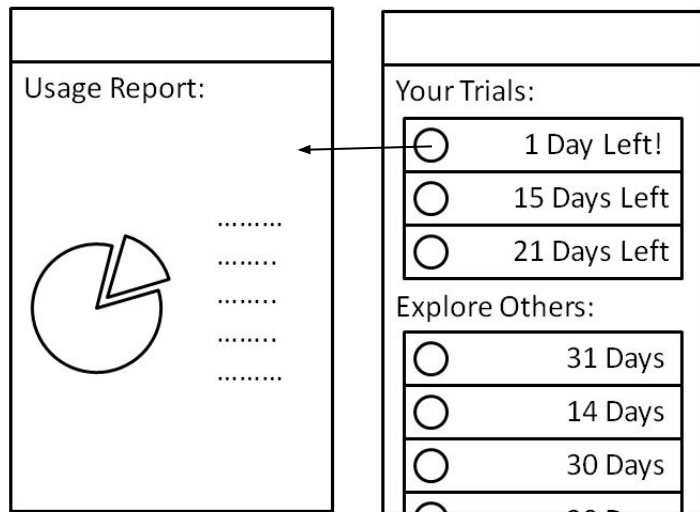 Usage Report:
.........
........
........
........
.........
Your Trials:
1 Day Left!
15 Days Left
21 Days Left
Explore Others:
31 Days
14 Days
30 Days